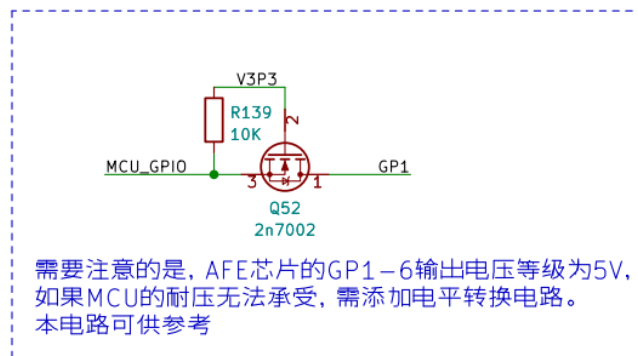 V3P3
R139
10K
2
MCU_GPIO
GP1
3
1
Q52
2n7002
需要注意的是, AFE芯片的GP1-6输出电压等级为5V,
如果MCU的耐压无法承受, 需添加电平转换电路。
本电路可供参考